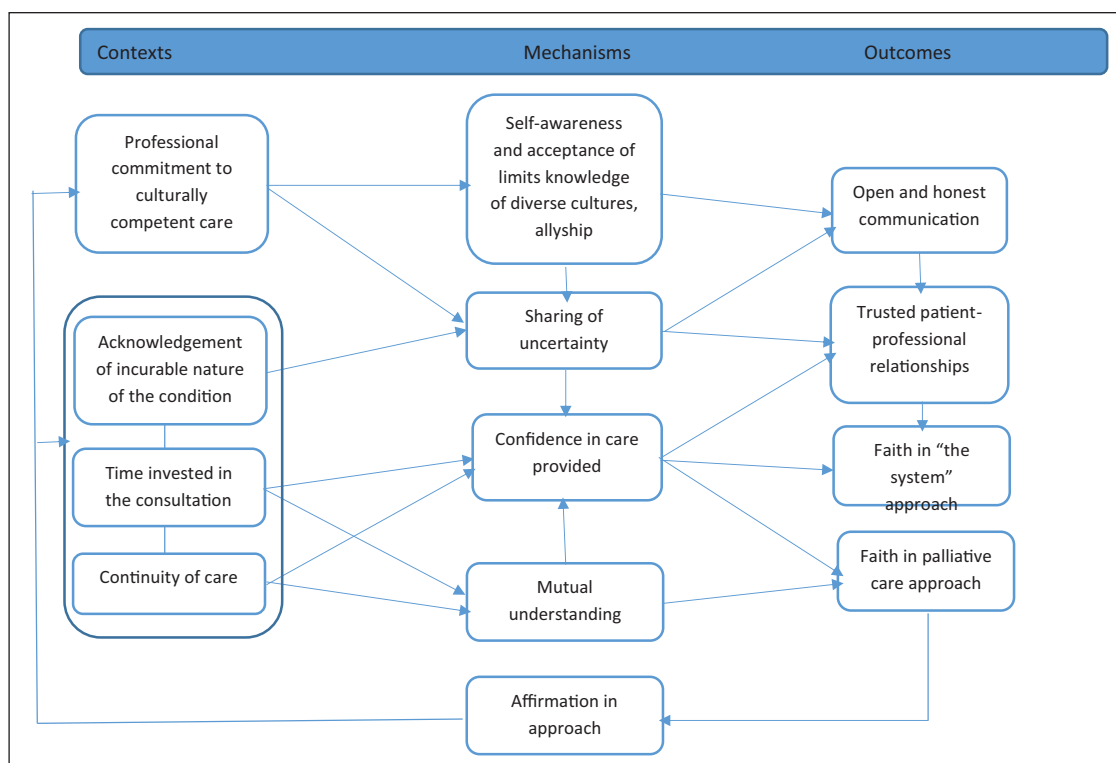 Contexts
Mechanisms
Outcomes
Professional
commitment to
culturally
competent care
Acknowledgement
of incurable nature
of the condition
Time invested in
the consultation
Continuity of care
Self-awareness
and acceptance of
limits knowledge
of diverse cultures,
allyship
Sharing of
uncertainty
Confidence in care
provided
Mutual
understanding
Affirmation in
approach
Open and honest
communication
Trusted patient-
professional
relationships
Faith in “the
system”
approach
Faith in palliative
care approach